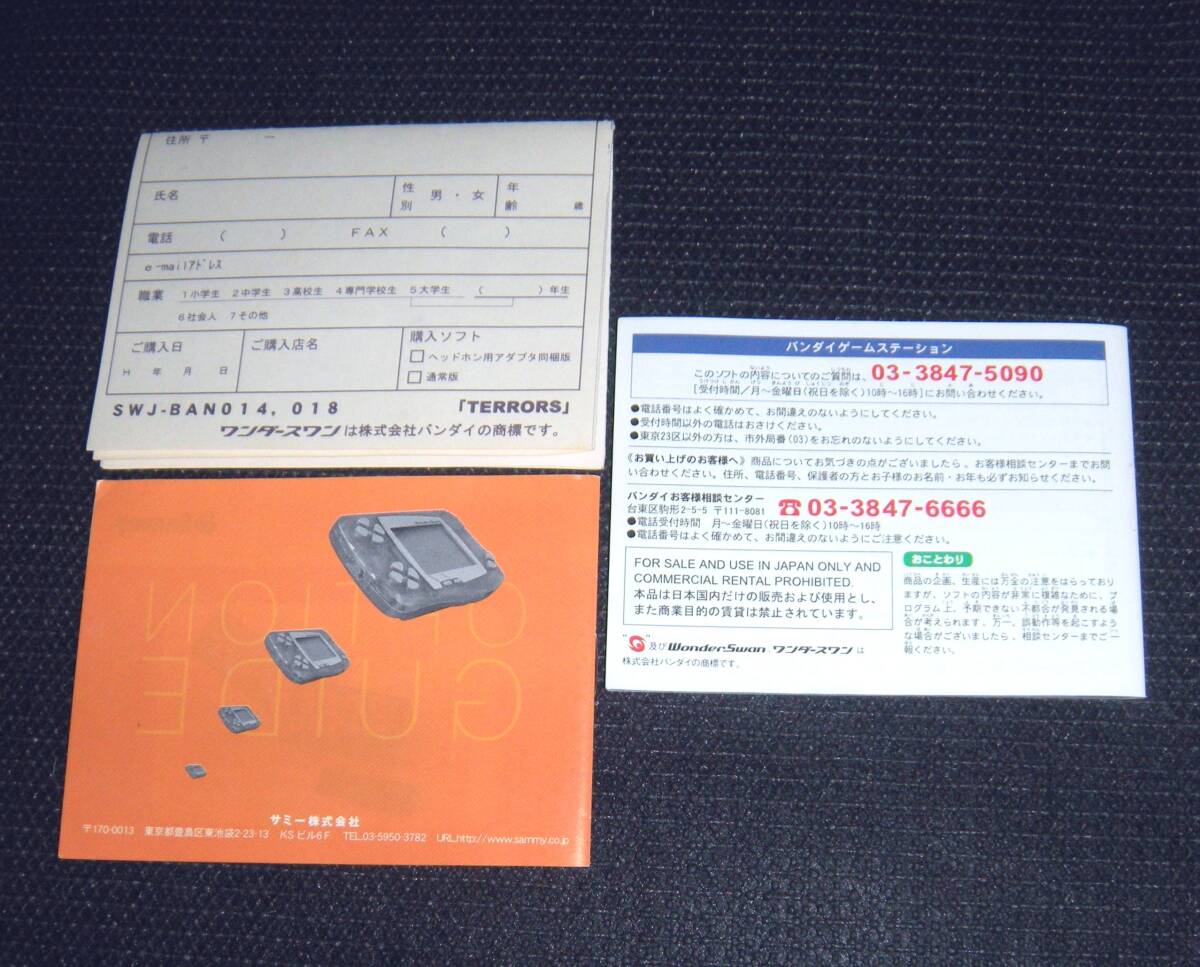 住所 〒 ー
氏名
性別 男・女
年齢 歳
電話 ( ) FAX ( )
e-mailアドレス
職業 1小学生 2中学生 3高校生 4専門学校生 5大学生 ( )年生
6社会人 7その他
ご購入日
年 月 日
ご購入店名
購入ソフト
□ ヘッドホン用アダプタ同梱版
□ 通常版
SWJ-BAN014, 018 「TERRORS」
ワンダースワンは株式会社バンダイの商標です。
OPTION
GUIDE
サミー株式会社
〒170-0013 東京都豊島区東池袋2-23-13 KSビル6F TEL.03-5950-3782 URL.http://www.sammy.co.jp
バンダイゲームステーション
このソフトの内容についてのご質問は、03-3847-5090
[受付時間/月〜金曜日(祝日を除く)10時〜16時]にお問い合わせください。
●電話番号はよく確かめて、お間違えのないようにしてください。
●受付時間以外の電話はおさけください。
●東京23区以外の方は、市外局番(03)をお忘れのないようにしてください。
《お買い上げのお客様へ》商品についてお気づきの点がございましたら、お客様相談センターまでお問
い合わせください。住所、電話番号、保護者の方とお子様のお名前・お年も必ずお知らせください。
バンダイお客様相談センター
台東区駒形2-5-5 〒111-8081 ☎03-3847-6666
●電話受付時間 月〜金曜日(祝日を除く)10時〜16時
●電話番号はよく確かめて、お間違えのないようにご注意ください。
FOR SALE AND USE IN JAPAN ONLY AND
COMMERCIAL RENTAL PROHIBITED.
本品は日本国内だけの販売および使用とし、
また商業目的の賃貸は禁止されています。
及びWonderSwan、ワンダースワンは
株式会社バンダイの商標です。
おことわり
商品の企画、生産には万全の注意をはらっており
ますが、ソフトの内容が非常に複雑なために、プ
ログラム上、予期できない不都合が発見される場
合が考えられます。万一、誤動作等を起こすよう
な場合がございましたら、相談センターまでご一
報ください。